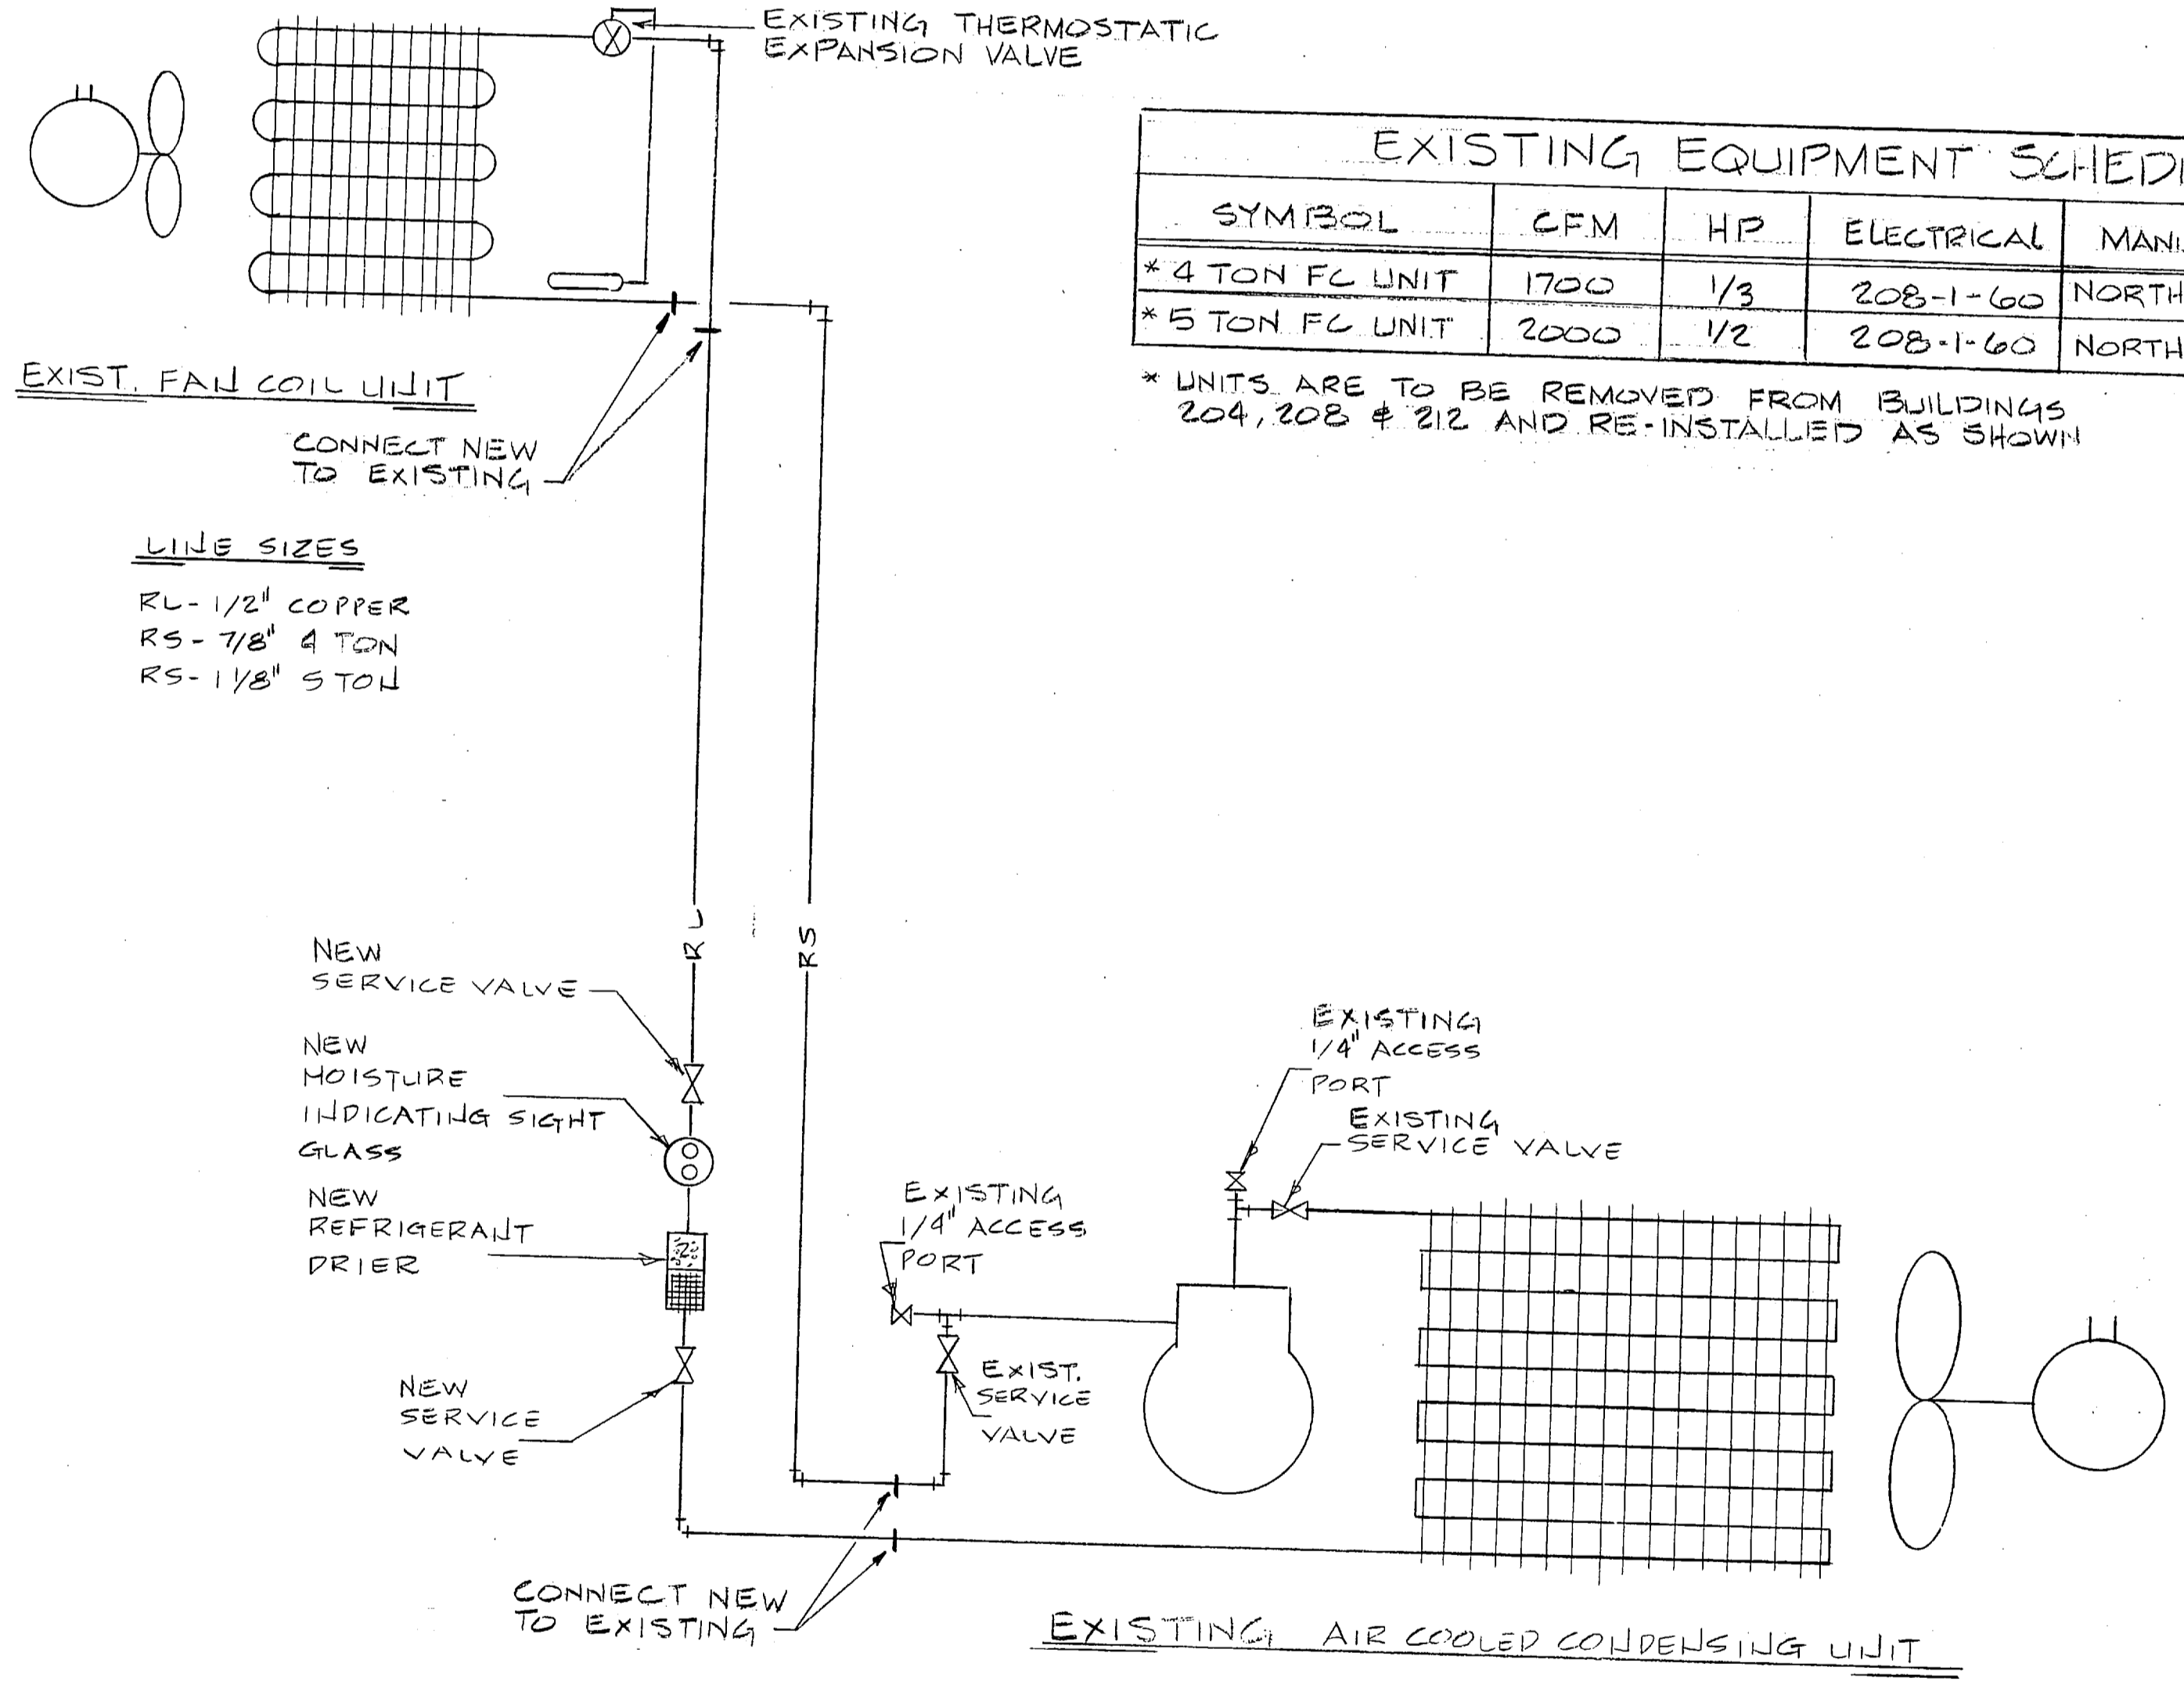 EXISTING THERMOSTATIC
EXPANSION VALVE
EXISTING EQUIPMENT
SYMBOL CFM HP ELECTRICAL
* 4 TON FC UNIT 1700 1/3 208-1-60 NORTH
* 5 TON FC UNIT 2000 1/2 208-1-60 NORTH
* UNITS ARE TO BE REMOVED FROM BUILDINGS
204, 208 & 212 AND RE-INSTALLED AS SHOWN
EXIST. FAN COIL UNIT
CONNECT NEW
TO EXISTING
LINE SIZES
RL- 1/2" COPPER
RS- 7/8" 4 TON
RS- 1 1/8" 5 TON
RL
RS
NEW
SERVICE VALVE
NEW
MOISTURE
INDICATING SIGHT
GLASS
NEW
REFRIGERANT
DRIER
NEW
SERVICE
VALVE
EXISTING
1/4" ACCESS
PORT
EXIST.
SERVICE
VALVE
EXISTING
1/4" ACCESS
PORT
EXISTING
SERVICE VALVE
CONNECT NEW
TO EXISTING
EXISTING AIR COOLED CONDENSING UNIT